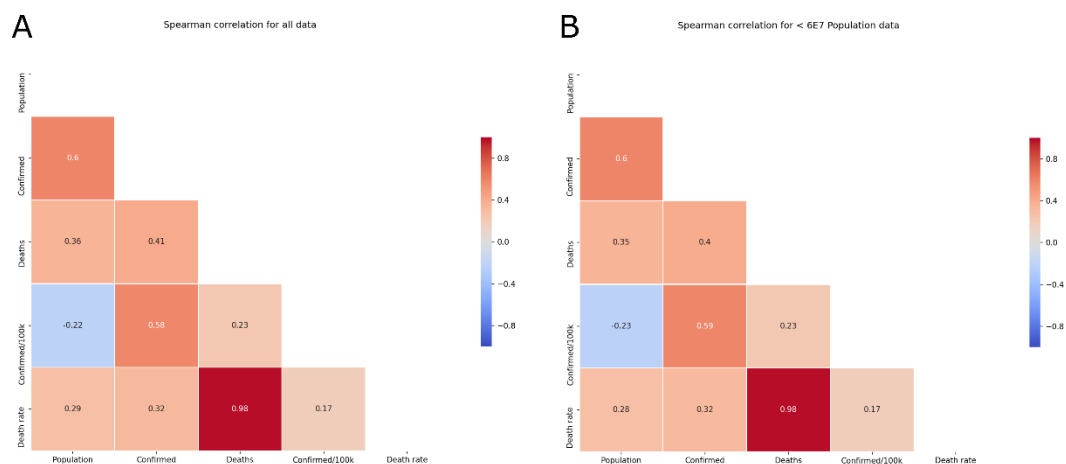 A
Spearman correlation for all data
Population
Confirmed
0.6
Deaths
0.36 0.41
Confirmed/100k
-0.22 0.58 0.23
Death rate
0.29 0.32 0.98 0.17
Population Confirmed Deaths Confirmed/100k Death rate
0.8
0.4
0.0
−0.4
−0.8
B
Spearman correlation for < 6E7 Population data
Population
Confirmed
0.6
Deaths
0.35 0.4
Confirmed/100k
-0.23 0.59 0.23
Death rate
0.28 0.32 0.98 0.17
Population Confirmed Deaths Confirmed/100k Death rate
0.8
0.4
0.0
−0.4
−0.8